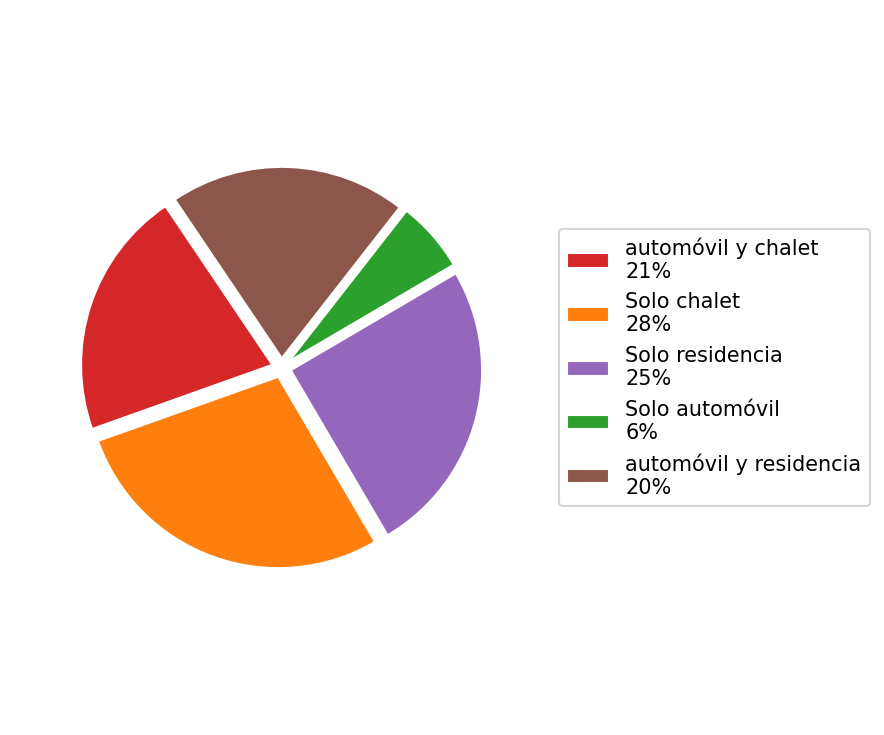 automóvil y chalet
21%
Solo chalet
28%
Solo residencia
25%
Solo automóvil
6%
automóvil y residencia
20%